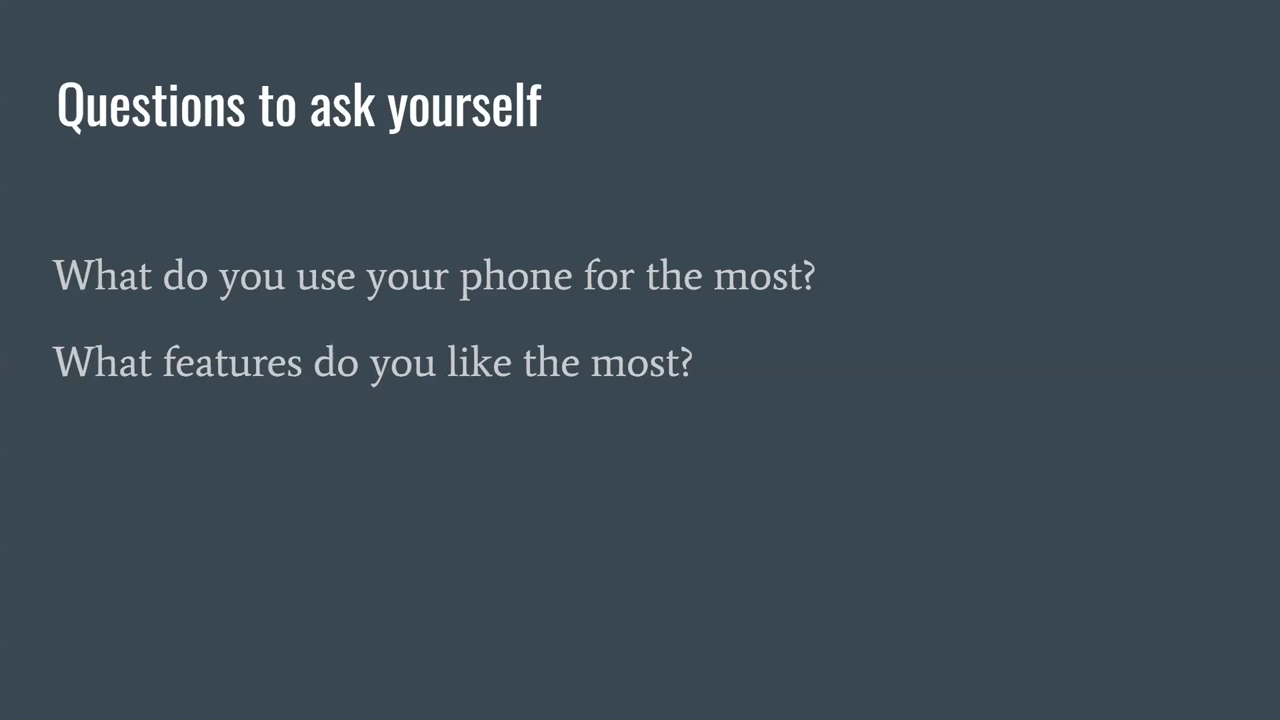 Questions to ask yourself
What do you use your phone for the most?
What features do you like the most?